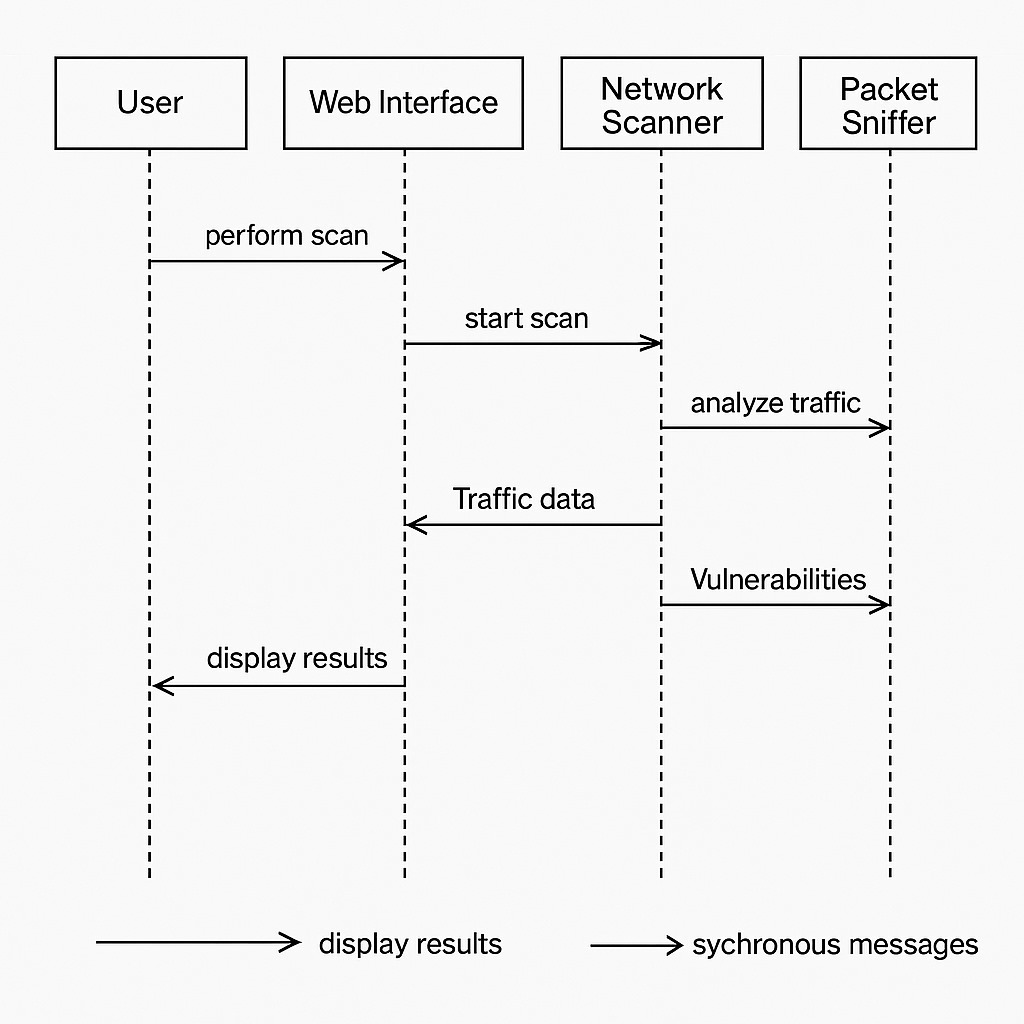 User
Web Interface
Network
Scanner
Packet
Sniffer
perform scan
start scan
analyze traffic
Traffic data
Vulnerabilities
display results
display results
sychronous messages